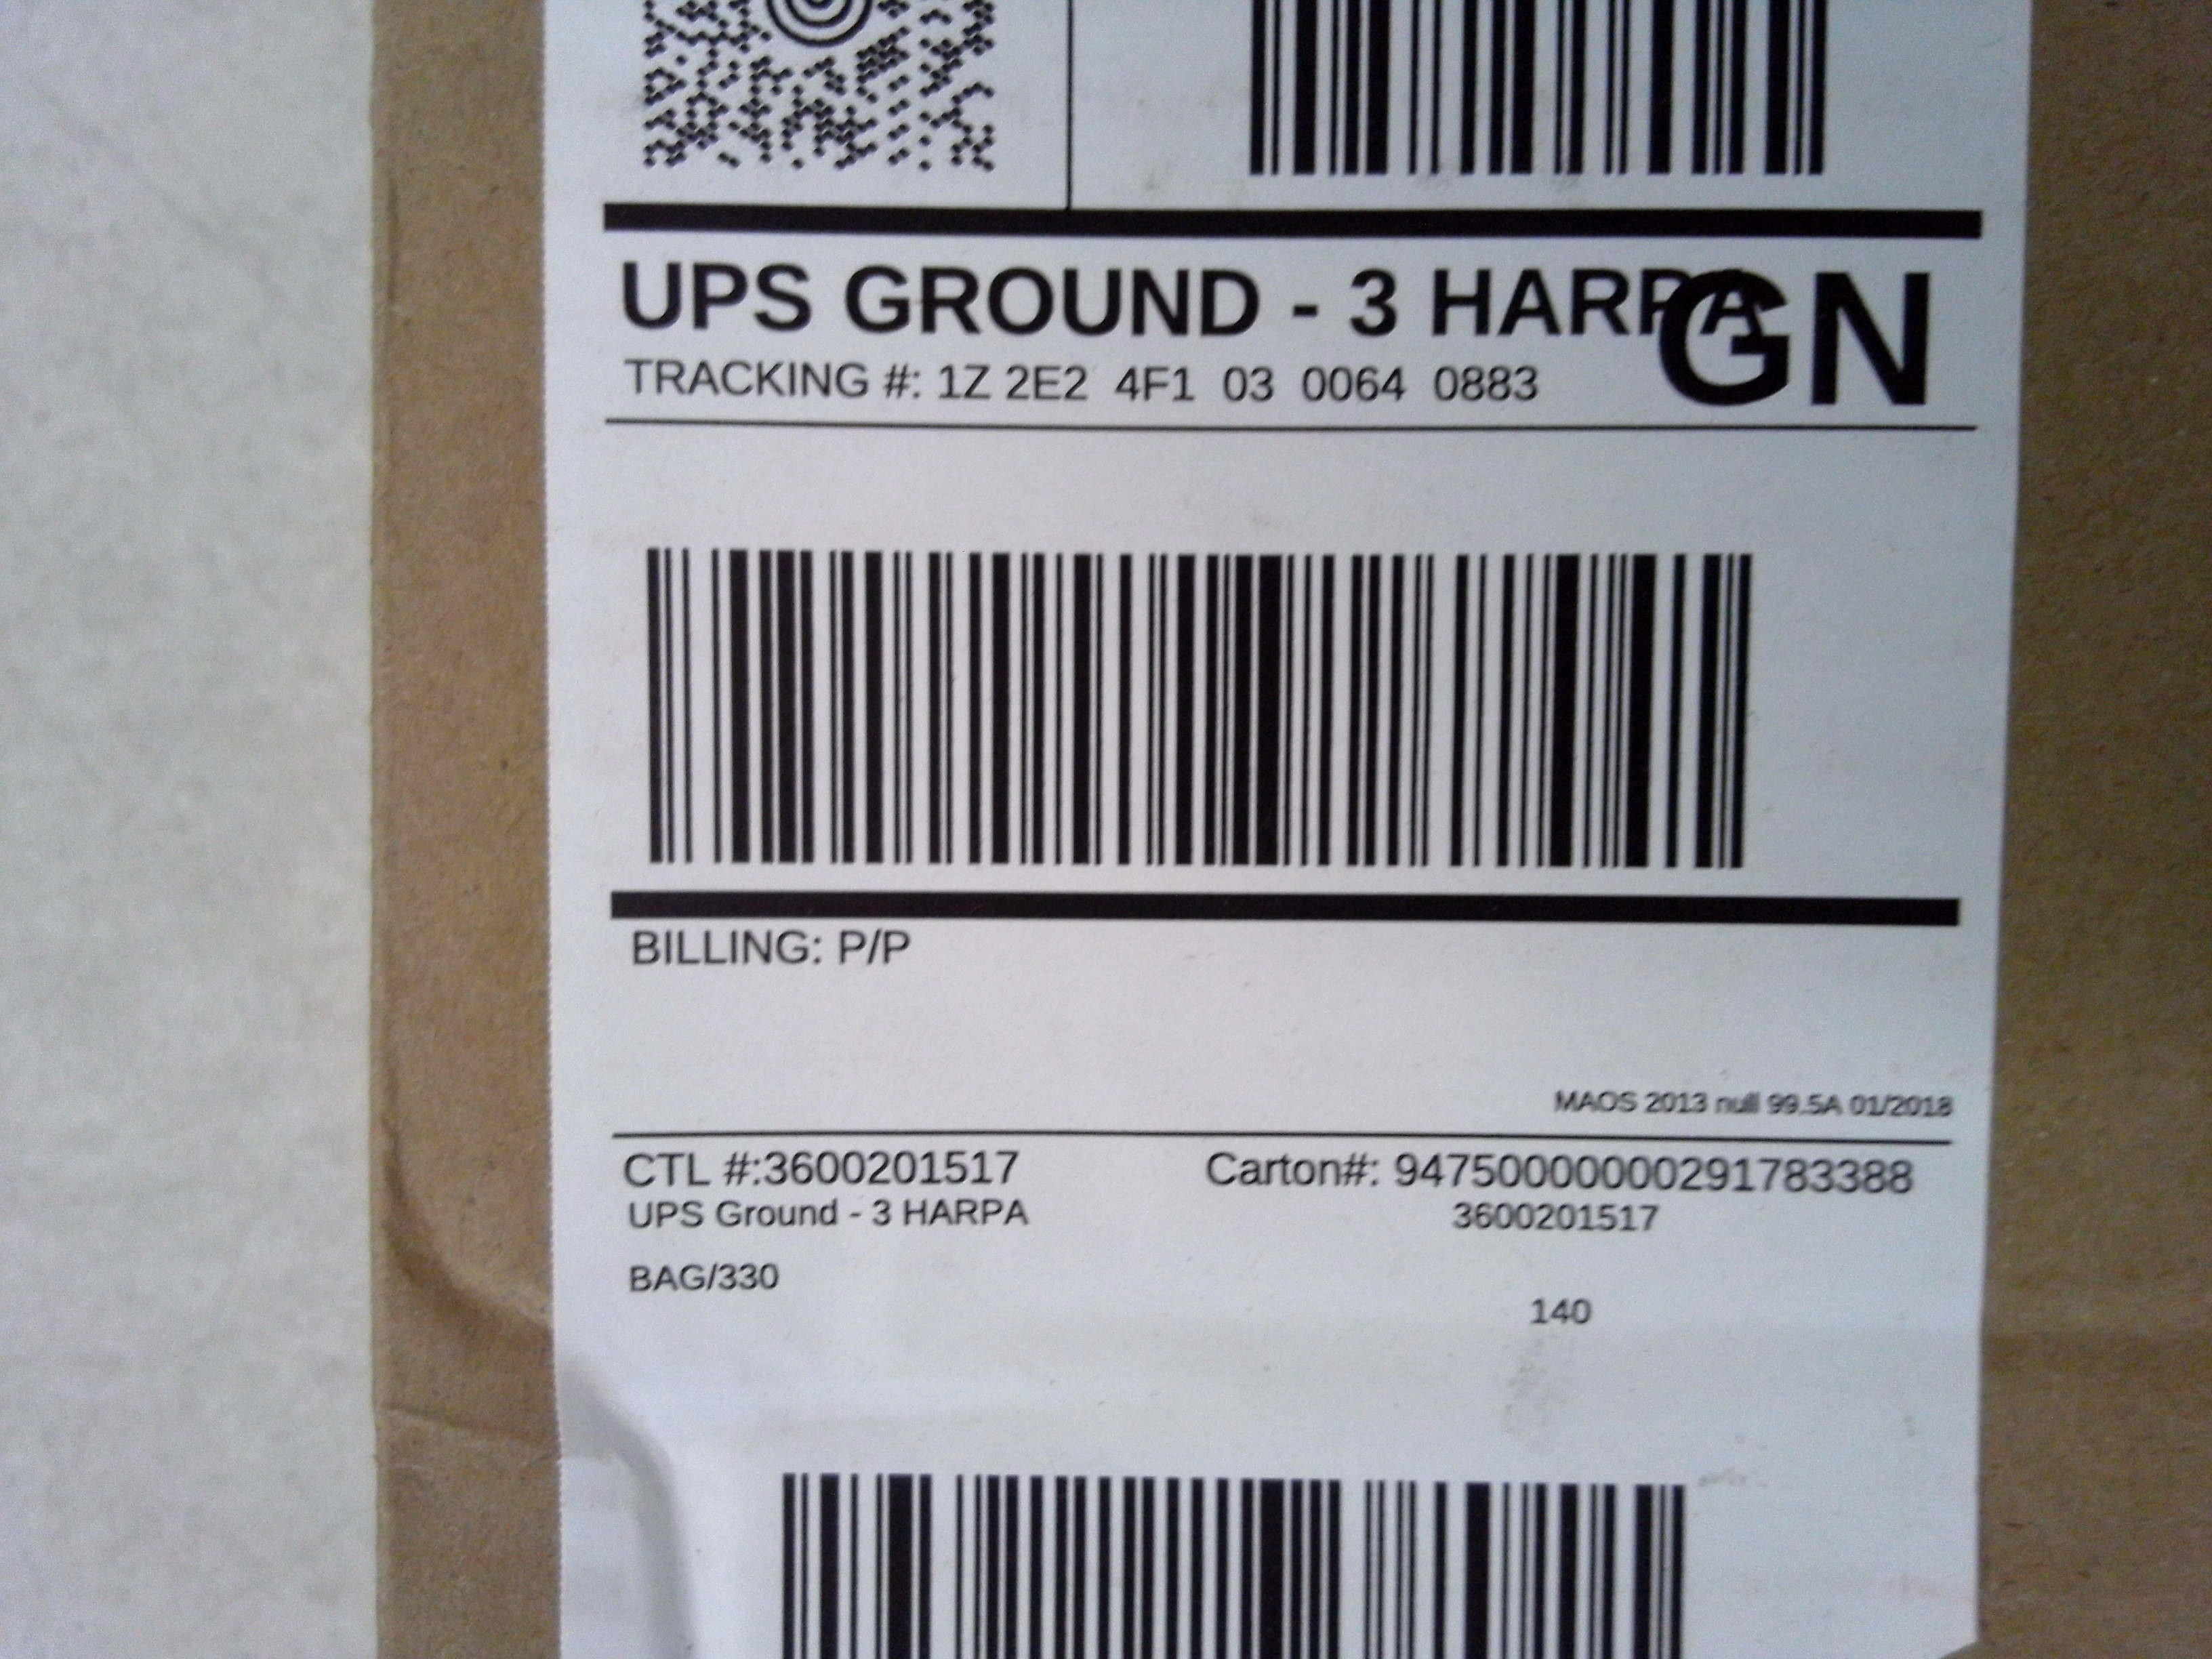 UPS GROUND - 3 HARPA
GN
TRACKING #: 1Z 2E2 4F1 03 0064 0883
BILLING: P/P
MAOS 2013 null 99.5A 01/2018
CTL #:3600201517
Carton#: 94750000000291783388
UPS Ground - 3 HARPA
3600201517
BAG/330
140